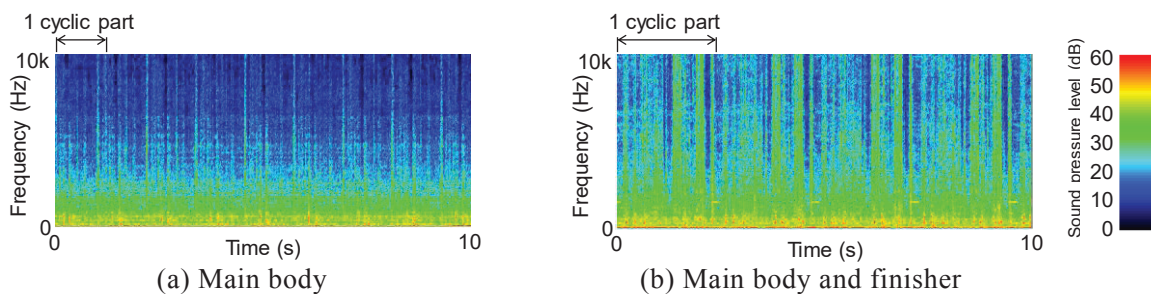 1 cyclic part
10k
Frequency (Hz)
0
0
Time (s)
10
(a) Main body
1 cyclic part
10k
Frequency (Hz)
0
0
Time (s)
10
(b) Main body and finisher
Sound pressure level (dB)
60
50
40
30
20
10
0